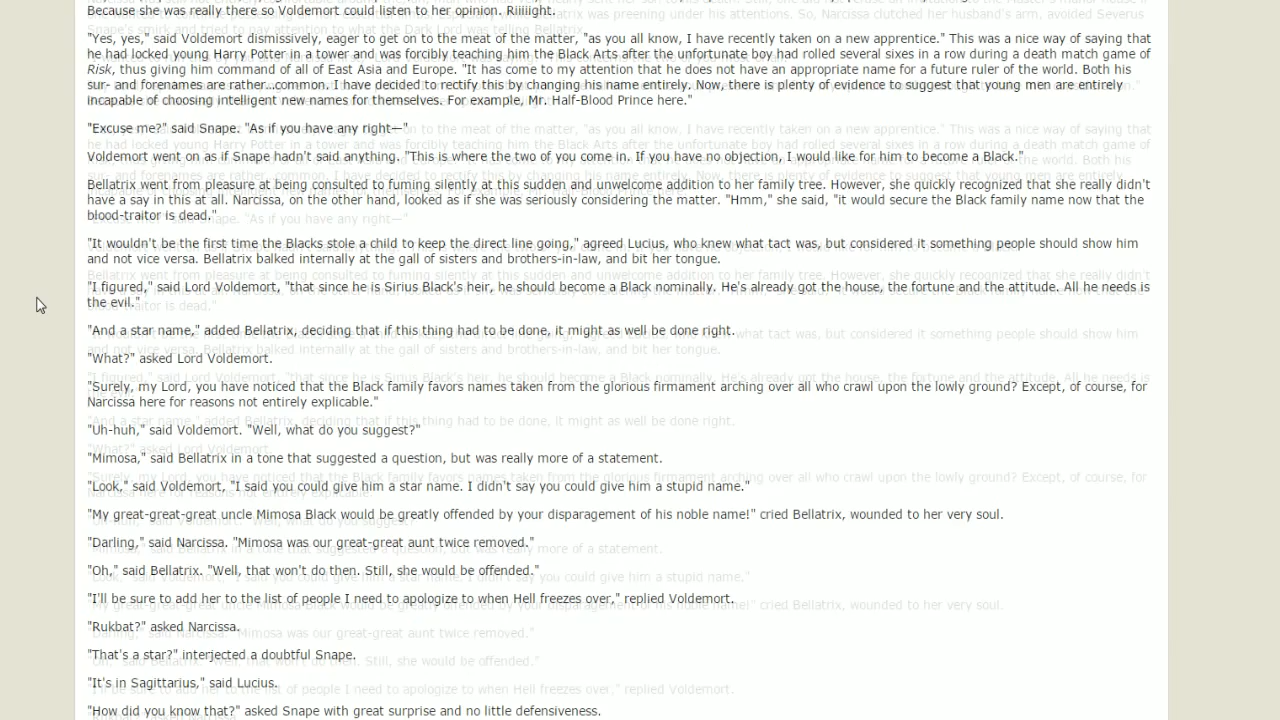 Because she was really there so Voldemort could listen to her opinion. Riiiiight.
"Yes, yes," said Voldemort dismissively, eager to get on to the meat of the matter, "as you all know, I have recently taken on a new apprentice." This was a nice way of saying that
he had locked young Harry Potter in a tower and was forcibly teaching him the Black Arts after the unfortunate boy had rolled several sixes in a row during a death match game of
Risk, thus giving him command of all of East Asia and Europe. "It has come to my attention that he does not have an appropriate name for a future ruler of the world. Both his
sur- and forenames are rather...common. I have decided to rectify this by changing his name entirely. Now, there is plenty of evidence to suggest that young men are entirely
incapable of choosing intelligent new names for themselves. For example, Mr. Half-Blood Prince here."
"Excuse me?" said Snape. "As if you have any right—"
Voldemort went on as if Snape hadn't said anything. "This is where the two of you come in. If you have no objection, I would like for him to become a Black."
Bellatrix went from pleasure at being consulted to fuming silently at this sudden and unwelcome addition to her family tree. However, she quickly recognized that she really didn't
have a say in this at all. Narcissa, on the other hand, looked as if she was seriously considering the matter. "Hmm," she said, "it would secure the Black family name now that the
blood-traitor is dead."
"It wouldn't be the first time the Blacks stole a child to keep the direct line going," agreed Lucius, who knew what tact was, but considered it something people should show him
and not vice versa. Bellatrix balked internally at the gall of sisters and brothers-in-law, and bit her tongue.
"I figured," said Lord Voldemort, "that since he is Sirius Black's heir, he should become a Black nominally. He's already got the house, the fortune and the attitude. All he needs is
the evil."
"And a star name," added Bellatrix, deciding that if this thing had to be done, it might as well be done right.
"What?" asked Lord Voldemort.
"Surely, my Lord, you have noticed that the Black family favors names taken from the glorious firmament arching over all who crawl upon the lowly ground? Except, of course, for
Narcissa here for reasons not entirely explicable."
"Uh-huh," said Voldemort. "Well, what do you suggest?"
"Mimosa," said Bellatrix in a tone that suggested a question, but was really more of a statement.
"Look," said Voldemort, "I said you could give him a star name. I didn't say you could give him a stupid name."
"My great-great-great uncle Mimosa Black would be greatly offended by your disparagement of his noble name!" cried Bellatrix, wounded to her very soul.
"Darling," said Narcissa. "Mimosa was our great-great aunt twice removed."
"Oh," said Bellatrix. "Well, that won't do then. Still, she would be offended."
"I'll be sure to add her to the list of people I need to apologize to when Hell freezes over," replied Voldemort.
"Rukbat?" asked Narcissa.
"That's a star?" interjected a doubtful Snape.
"It's in Sagittarius," said Lucius.
"How did you know that?" asked Snape with great surprise and no little defensiveness.